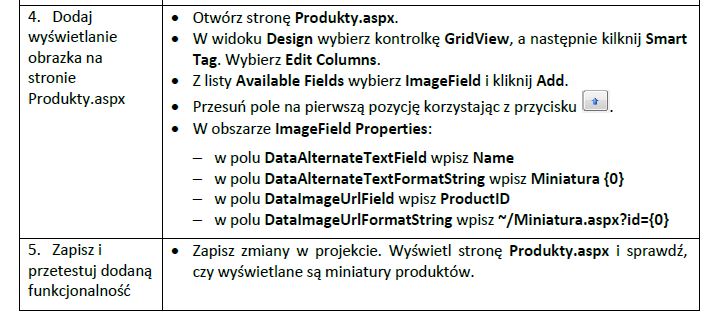 4. Dodaj
wyświetlanie
obrazka na
stronie
Produkty.aspx
• Otwórz stronę Produkty.aspx.
• W widoku Design wybierz kontrolkę GridView, a następnie kilknij Smart
Tag. Wybierz Edit Columns.
• Z listy Available Fields wybierz ImageField i kliknij Add.
• Przesuń pole na pierwszą pozycję korzystając z przycisku .
• W obszarze ImageField Properties:
– w polu DataAlternateTextField wpisz Name
– w polu DataAlternateTextFormatString wpisz Miniatura {0}
– w polu DataImageUrlField wpisz ProductID
– w polu DataImageUrlFormatString wpisz ~/Miniatura.aspx?id={0}
5. Zapisz i
przetestuj dodaną
funkcjonalność
• Zapisz zmiany w projekcie. Wyświetl stronę Produkty.aspx i sprawdź,
czy wyświetlane są miniatury produktów.